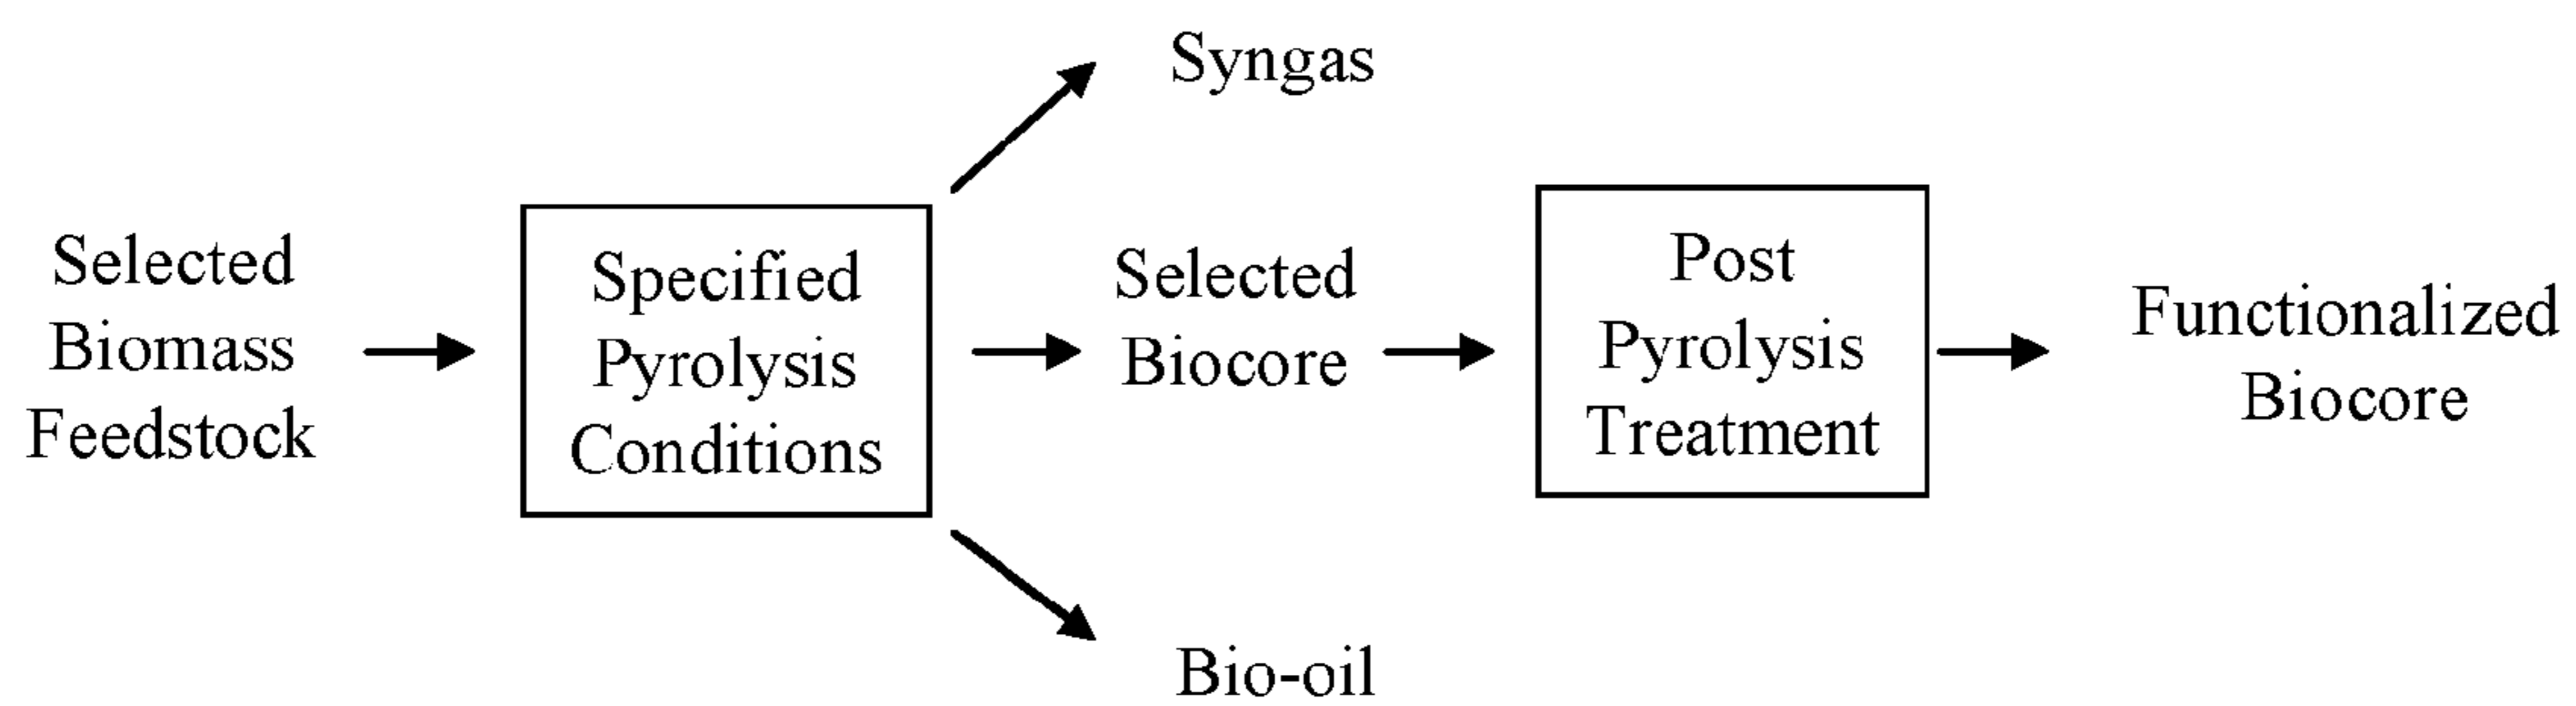 Selected
Biomass
Feedstock
Specified
Pyrolysis
Conditions
Syngas
Selected
Biocore
Bio-oil
Post
Pyrolysis
Treatment
Functionalized
Biocore